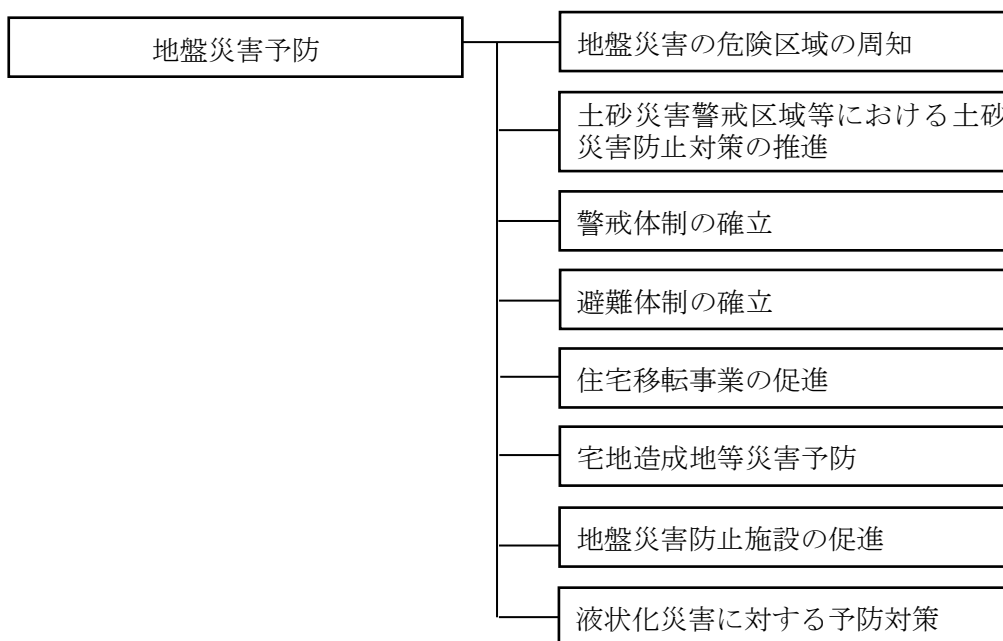 地盤災害予防
地盤災害の危険区域の周知
土砂災害警戒区域等における土砂
災害防止対策の推進
警戒体制の確立
避難体制の確立
住宅移転事業の促進
宅地造成地等災害予防
地盤災害防止施設の促進
液状化災害に対する予防対策